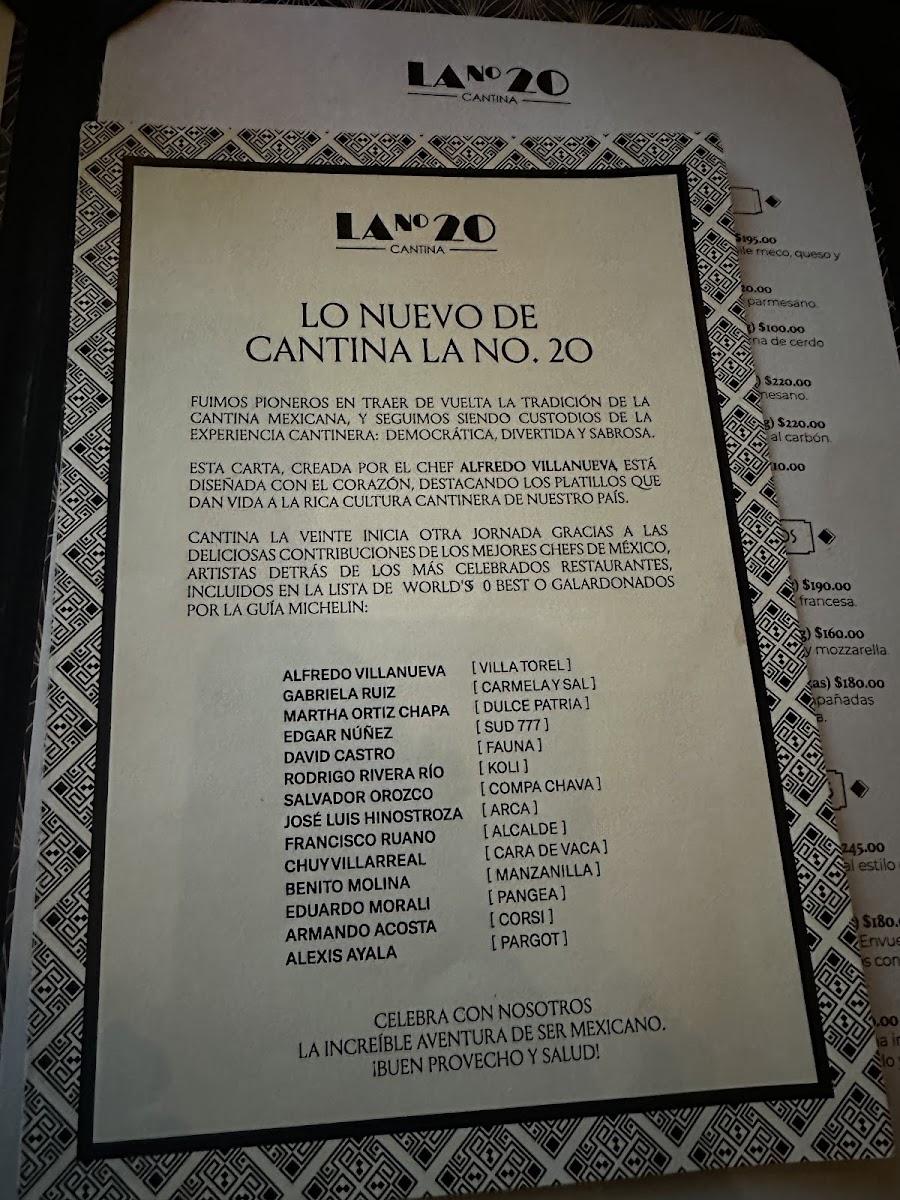 LA No 20
CANTINA
LA No 20
CANTINA
LO NUEVO DE
CANTINA LA NO. 20
FUIMOS PIONEROS EN TRAER DE VUELTA LA TRADICIÓN DE LA
CANTINA MEXICANA, Y SEGUIMOS SIENDO CUSTODIOS DE LA
EXPERIENCIA CANTINERA: DEMOCRÁTICA, DIVERTIDA Y SABROSA.
ESTA CARTA, CREADA POR EL CHEF ALFREDO VILLANUEVA, ESTÁ
DISEÑADA CON EL CORAZÓN, DESTACANDO LOS PLATILLOS QUE
DAN VIDA A LA RICA CULTURA CANTINERA DE NUESTRO PAÍS.
CANTINA LA VEINTE INICIA OTRA JORNADA GRACIAS A LAS
DELICIOSAS CONTRIBUCIONES DE LOS MEJORES CHEFS DE MÉXICO,
ARTISTAS DETRÁS DE LOS MÁS CELEBRADOS RESTAURANTES,
INCLUIDOS EN LA LISTA DE WORLD'S 0 BEST O GALARDONADOS
POR LA GUÍA MICHELIN:
ALFREDO VILLANUEVA [ VILLA TOREL ]
GABRIELA RUIZ [ CARMELA Y SAL ]
MARTHA ORTIZ CHAPA [ DULCE PATRIA ]
EDGAR NÚÑEZ [ SUD 777 ]
DAVID CASTRO [ FAUNA ]
RODRIGO RIVERA RÍO [ KOLI ]
SALVADOR OROZCO [ COMPA CHAVA ]
JOSÉ LUIS HINOSTROZA [ ARCA ]
FRANCISCO RUANO [ ALCALDE ]
CHUY VILLARREAL [ CARA DE VACA ]
BENITO MOLINA [ MANZANILLA ]
EDUARDO MORALI [ PANGEA ]
ARMANDO ACOSTA [ CORSI ]
ALEXIS AYALA [ PARGOT ]
CELEBRA CON NOSOTROS
LA INCREÍBLE AVENTURA DE SER MEXICANO.
¡BUEN PROVECHO Y SALUD!
$195.00
meco, queso y
parmesano.
$100.00
de cerdo
$220.00
$220.00
al carbón.
$190.00
francesa.
$160.00
y mozzarella.
$180.00
245.00
al estilo
$180.